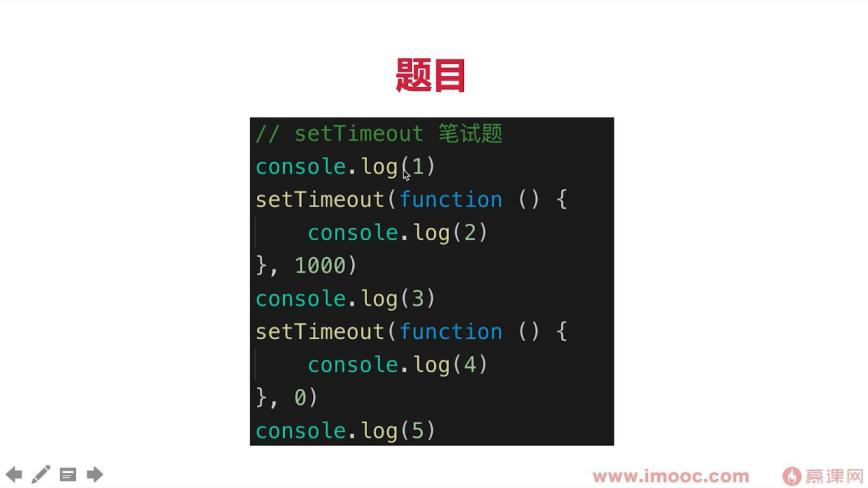 题目
// setTimeout 笔试题
console.log(1)
setTimeout(function () {
    console.log(2)
}, 1000)
console.log(3)
setTimeout(function () {
    console.log(4)
}, 0)
console.log(5)
www.imooc.com 慕课网